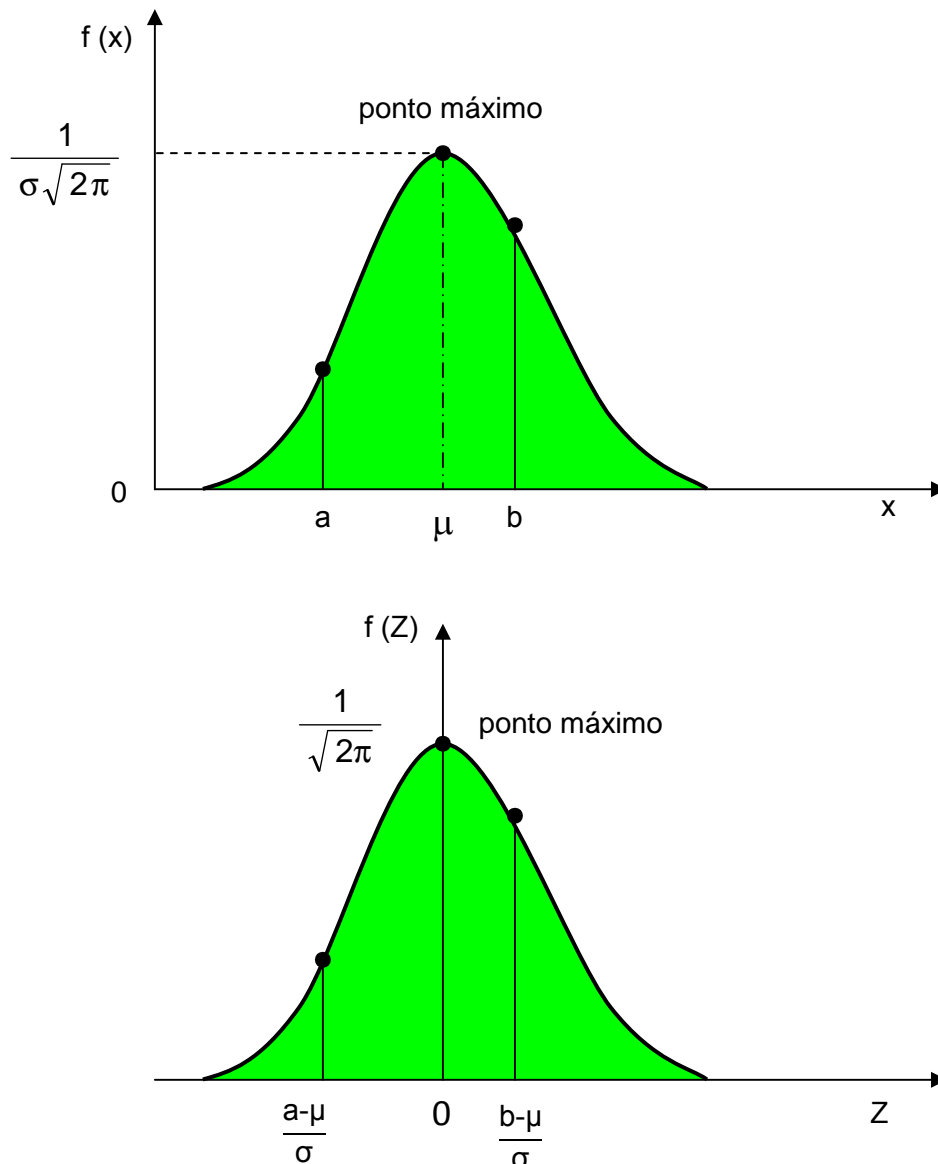 f (x)
ponto máximo
1
σ√2π
0
a
μ
b
x
f (Z)
1
√2π
ponto máximo
a-μ
σ
0
b-μ
σ
Z